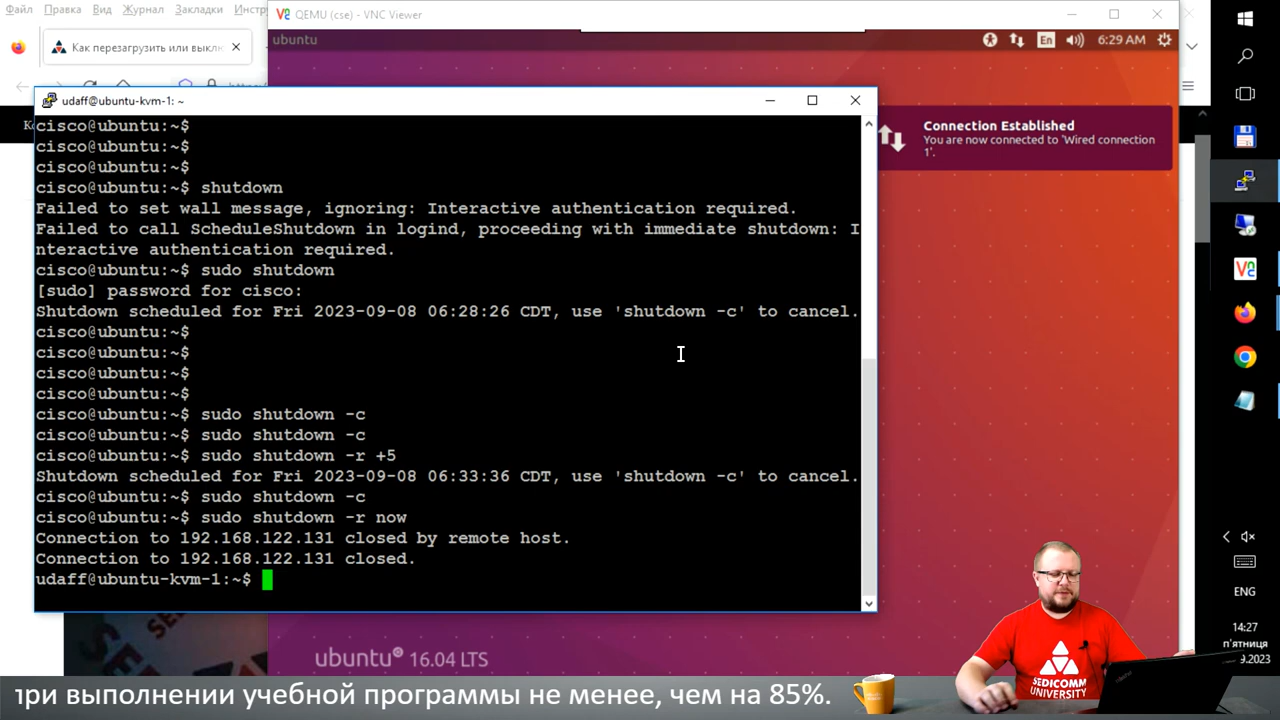 Файл Правка Журнал Закладки Инстру
QEMU (cse) - VNC Viewer
Как перезагрузить или выклю
ubuntu
En
6:29 AM
udaff@ubuntu-kvm-1: ~
Connection Established
You are now connected to 'Wired connection
1'.
cisco@ubuntu:~$
cisco@ubuntu:~$
cisco@ubuntu:~$
cisco@ubuntu:~$ shutdown
Failed to set wall message, ignoring: Interactive authentication required.
Failed to call ScheduleShutdown in logind, proceeding with immediate shutdown: I
nteractive authentication required.
cisco@ubuntu:~$ sudo shutdown
[sudo] password for cisco:
Shutdown scheduled for Fri 2023-09-08 06:28:26 CDT, use 'shutdown -c' to cancel.
cisco@ubuntu:~$
cisco@ubuntu:~$
cisco@ubuntu:~$
cisco@ubuntu:~$
cisco@ubuntu:~$ sudo shutdown -c
cisco@ubuntu:~$ sudo shutdown -c
cisco@ubuntu:~$ sudo shutdown -r +5
Shutdown scheduled for Fri 2023-09-08 06:33:36 CDT, use 'shutdown -c' to cancel.
cisco@ubuntu:~$ sudo shutdown -c
cisco@ubuntu:~$ sudo shutdown -r now
Connection to 192.168.122.131 closed by remote host.
Connection to 192.168.122.131 closed.
udaff@ubuntu-kvm-1:~$
ubuntu 16.04 LTS
ENG
14:27
п'ятниця
.9.2023
SEDICOMM
UNIVERSITY
при выполнении учебной программы не менее, чем на 85%.